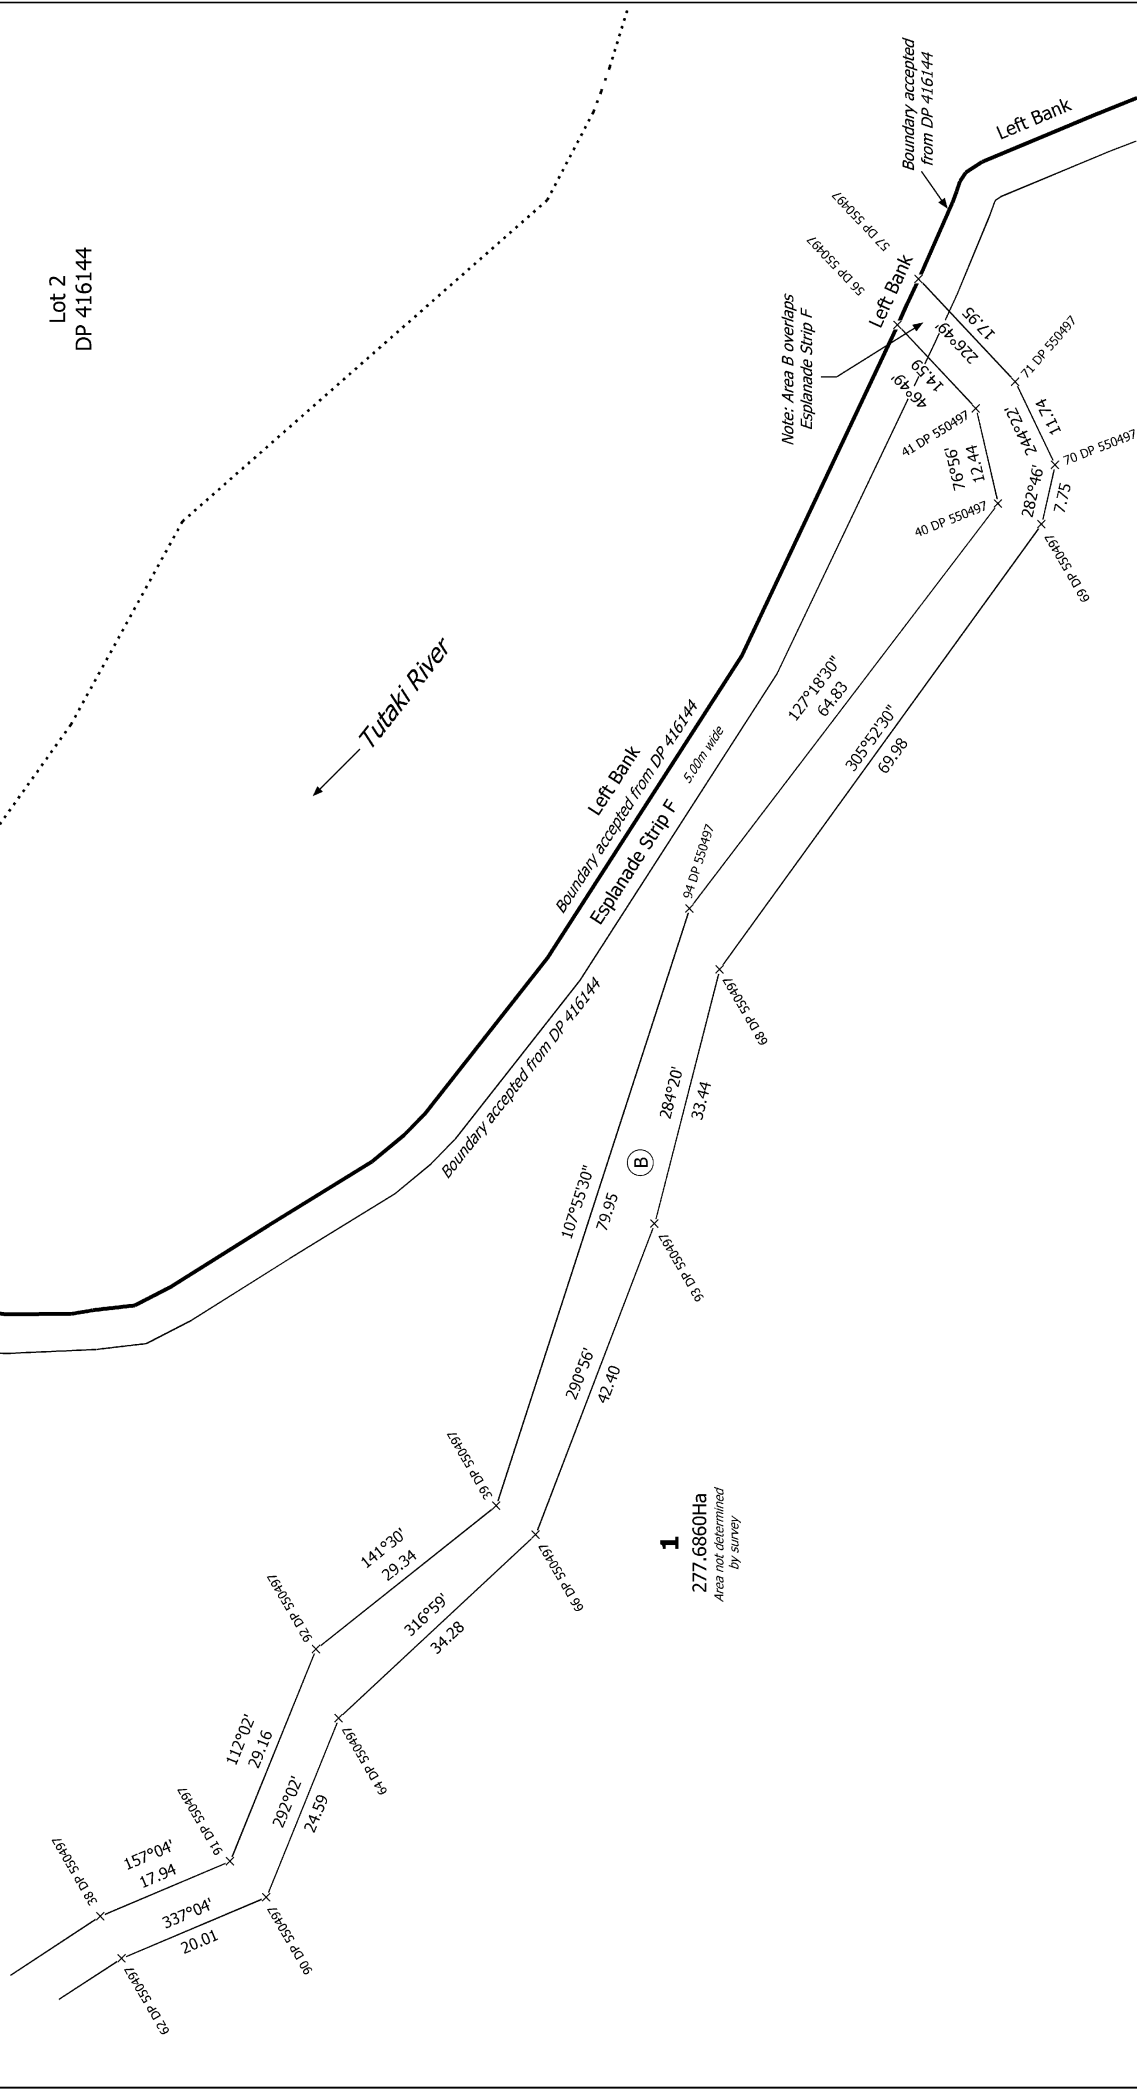 Lot 2
DP 416144
Boundary accepted
from DP 416144
Left Bank
57 DP 550497
56 DP 550497
Left Bank
Note: Area B overlaps
Esplanade Strip F
17.95
226°49'
14.59
46°49'
71 DP 550497
41 DP 550497
244°22'
11.74
76°56'
12.44
70 DP 550497
40 DP 550497
282°46'
7.75
69 DP 550497
Tutaki River
127°18'30"
64.83
305°52'30"
69.98
Left Bank
Boundary accepted from DP 416144
5.00m wide
Esplanade Strip F
94 DP 550497
Boundary accepted from DP 416144
68 DP 550497
284°20'
33.44
B
107°55'30"
79.95
93 DP 550497
290°56'
42.40
39 DP 550497
1
277.6860Ha
Area not determined
by survey
66 DP 550497
141°30'
29.34
316°59'
34.28
92 DP 550497
112°02'
29.16
64 DP 550497
292°02'
24.59
91 DP 550497
157°04'
17.94
38 DP 550497
337°04'
20.01
90 DP 550497
62 DP 550497